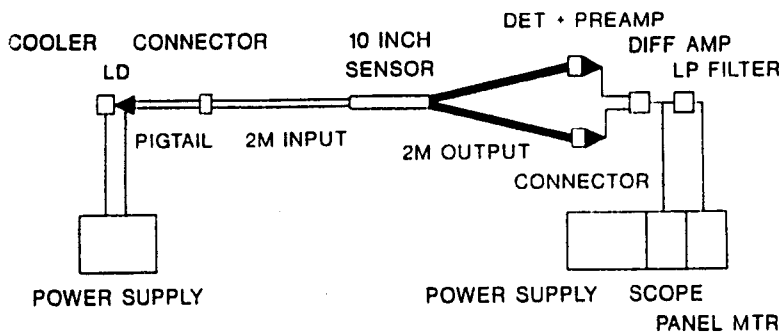 DET + PREAMP
COOLER CONNECTOR 10 INCH DIFF AMP
LD SENSOR LP FILTER
PIGTAIL 2M INPUT 2M OUTPUT
CONNECTOR
POWER SUPPLY POWER SUPPLY SCOPE
PANEL MTR